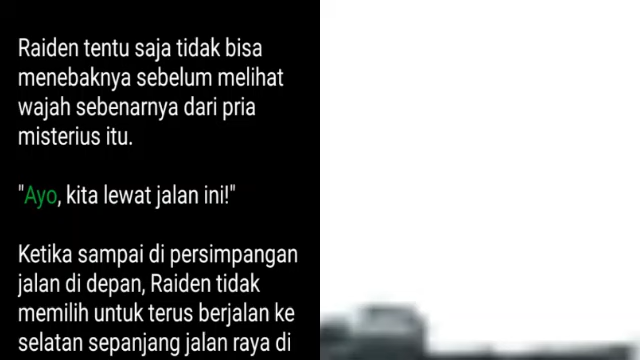 Raiden tentu saja tidak bisa
menebaknya sebelum melihat
wajah sebenarnya dari pria
misterius itu.
"Ayo, kita lewat jalan ini!"
Ketika sampai di persimpangan
jalan di depan, Raiden tidak
memilih untuk terus berjalan ke
selatan sepanjang jalan raya di